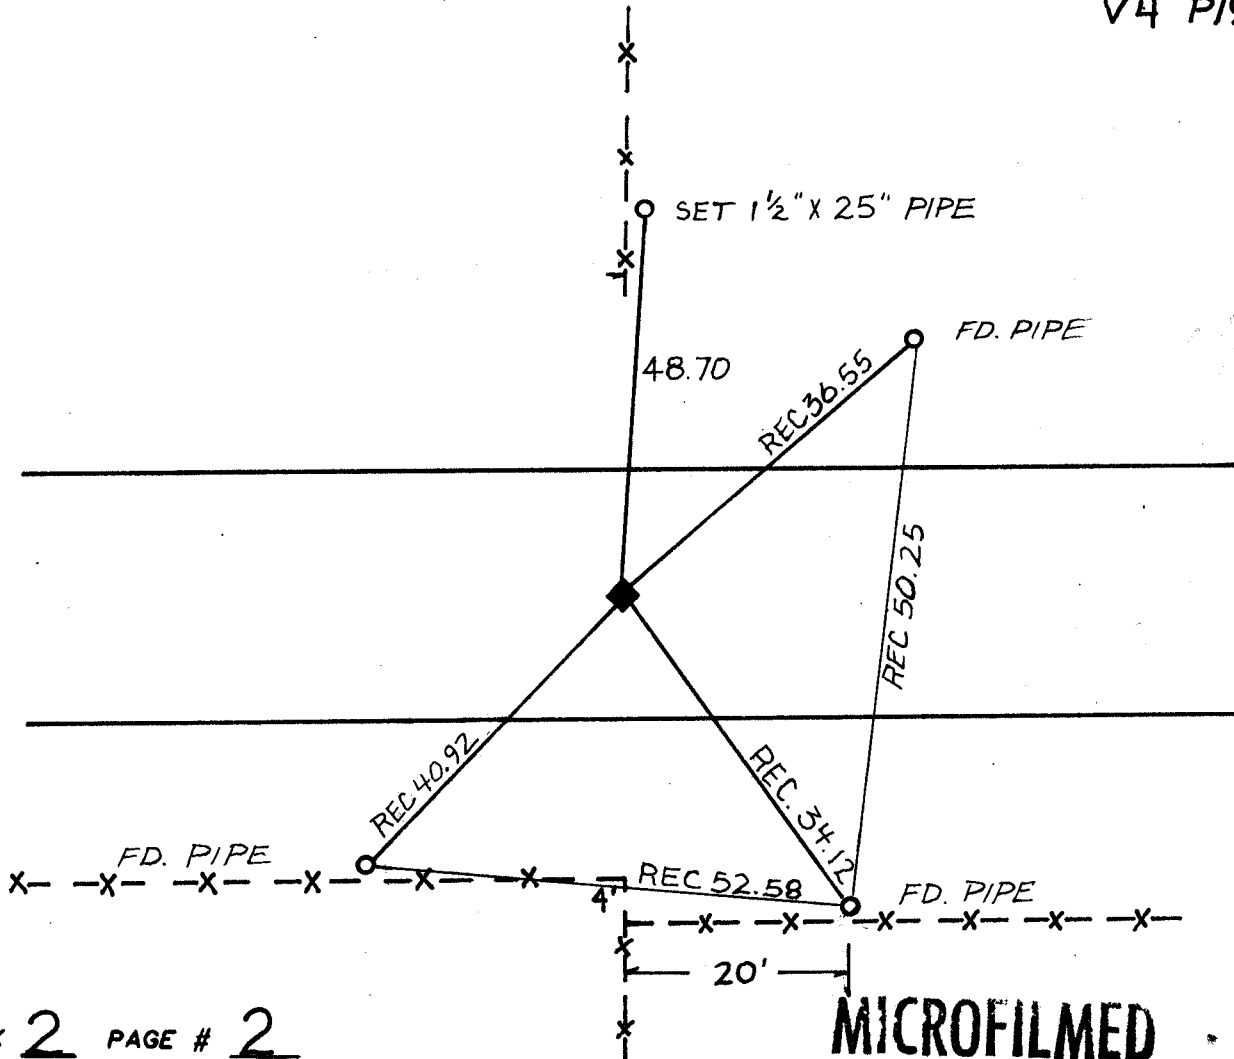 V4
SET 1½" X 25" PIPE
FD. PIPE
48.70
REC 36.55
REC 50.25
REC 40.92
REC. 34.12
FD. PIPE
REC 52.58
4'
FD. PIPE
20'
2 PAGE # 2
MICROFILMED